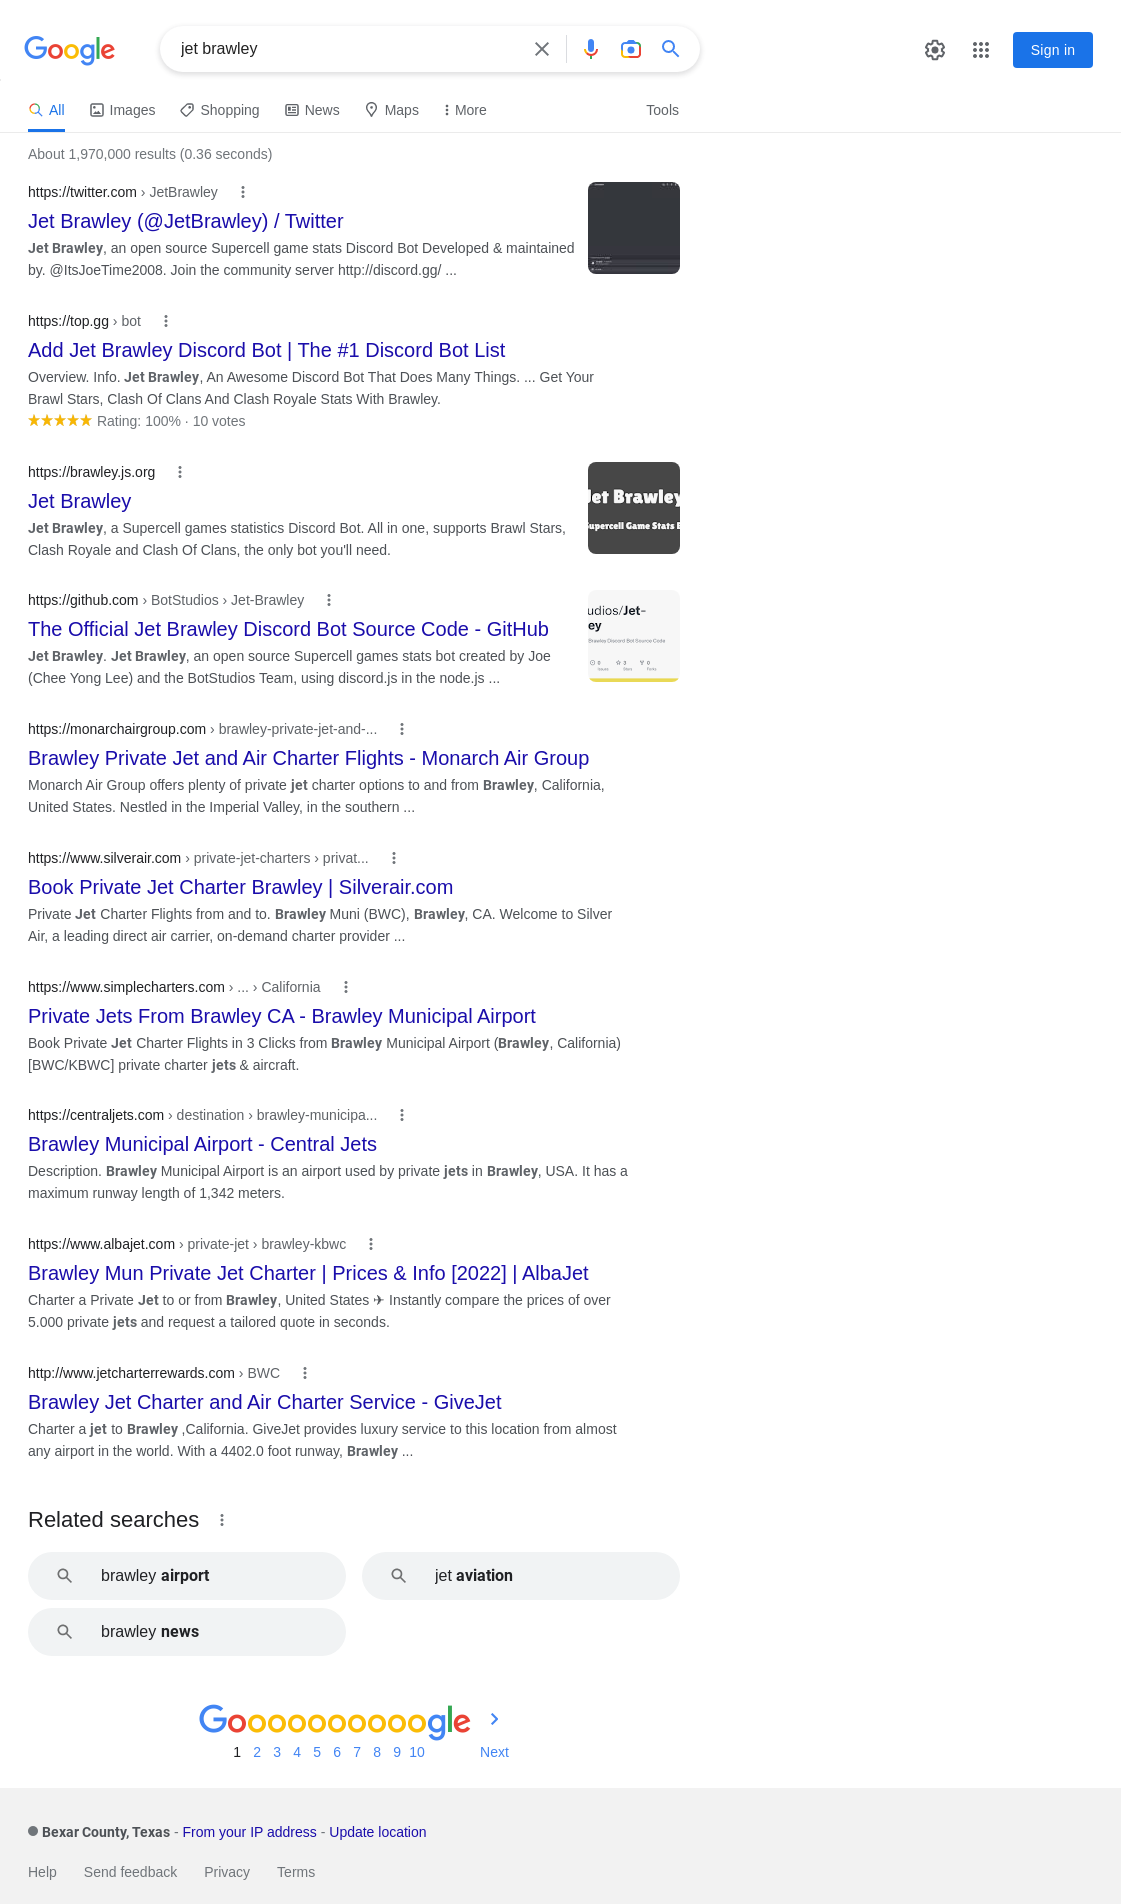 Google
jet brawley
Sign in
All
Images
Shopping
News
Maps
More
Tools
About 1,970,000 results (0.36 seconds)
https://twitter.com › JetBrawley
Jet Brawley (@JetBrawley) / Twitter
Jet Brawley, an open source Supercell game stats Discord Bot Developed & maintained
by. @ItsJoeTime2008. Join the community server http://discord.gg/ ...
https://top.gg › bot
Add Jet Brawley Discord Bot | The #1 Discord Bot List
Overview. Info. Jet Brawley, An Awesome Discord Bot That Does Many Things. ... Get Your
Brawl Stars, Clash Of Clans And Clash Royale Stats With Brawley.
Rating: 100% · 10 votes
https://brawley.js.org
Jet Brawley
Jet Brawley, a Supercell games statistics Discord Bot. All in one, supports Brawl Stars,
Clash Royale and Clash Of Clans, the only bot you'll need.
Jet Brawley
Supercell Game Stats B
https://github.com › BotStudios › Jet-Brawley
The Official Jet Brawley Discord Bot Source Code - GitHub
Jet Brawley. Jet Brawley, an open source Supercell games stats bot created by Joe
(Chee Yong Lee) and the BotStudios Team, using discord.js in the node.js ...
udios/Jet-
ey
Brawley Discord Bot Source Code
https://monarchairgroup.com › brawley-private-jet-and-...
Brawley Private Jet and Air Charter Flights - Monarch Air Group
Monarch Air Group offers plenty of private jet charter options to and from Brawley, California,
United States. Nestled in the Imperial Valley, in the southern ...
https://www.silverair.com › private-jet-charters › privat...
Book Private Jet Charter Brawley | Silverair.com
Private Jet Charter Flights from and to. Brawley Muni (BWC), Brawley, CA. Welcome to Silver
Air, a leading direct air carrier, on-demand charter provider ...
https://www.simplecharters.com › ... › California
Private Jets From Brawley CA - Brawley Municipal Airport
Book Private Jet Charter Flights in 3 Clicks from Brawley Municipal Airport (Brawley, California)
[BWC/KBWC] private charter jets & aircraft.
https://centraljets.com › destination › brawley-municipa...
Brawley Municipal Airport - Central Jets
Description. Brawley Municipal Airport is an airport used by private jets in Brawley, USA. It has a
maximum runway length of 1,342 meters.
https://www.albajet.com › private-jet › brawley-kbwc
Brawley Mun Private Jet Charter | Prices & Info [2022] | AlbaJet
Charter a Private Jet to or from Brawley, United States ✈ Instantly compare the prices of over
5.000 private jets and request a tailored quote in seconds.
http://www.jetcharterrewards.com › BWC
Brawley Jet Charter and Air Charter Service - GiveJet
Charter a jet to Brawley ,California. GiveJet provides luxury service to this location from almost
any airport in the world. With a 4402.0 foot runway, Brawley ...
Related searches
brawley airport
jet aviation
brawley news
Goooooooooogle
1 2 3 4 5 6 7 8 9 10 Next
Bexar County, Texas - From your IP address - Update location
Help Send feedback Privacy Terms